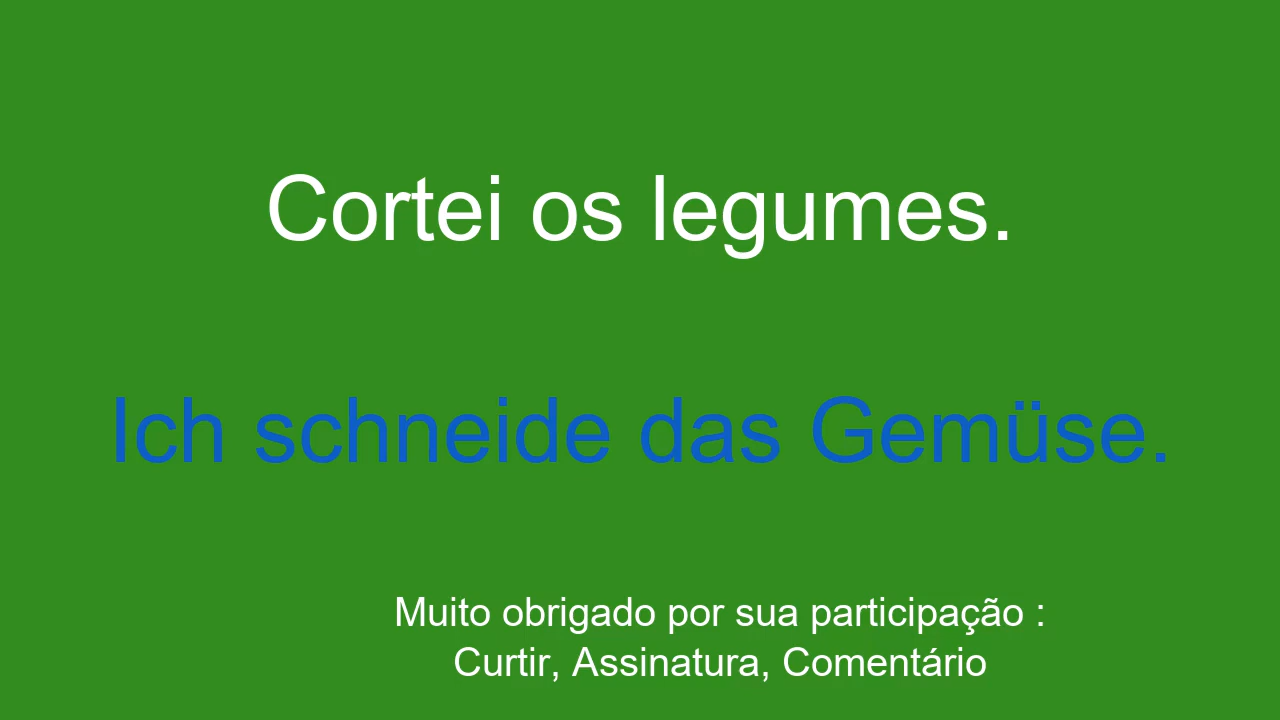 Cortei os legumes.
Ich schneide das Gemüse.
Muito obrigado por sua participação :
Curtir, Assinatura, Comentário